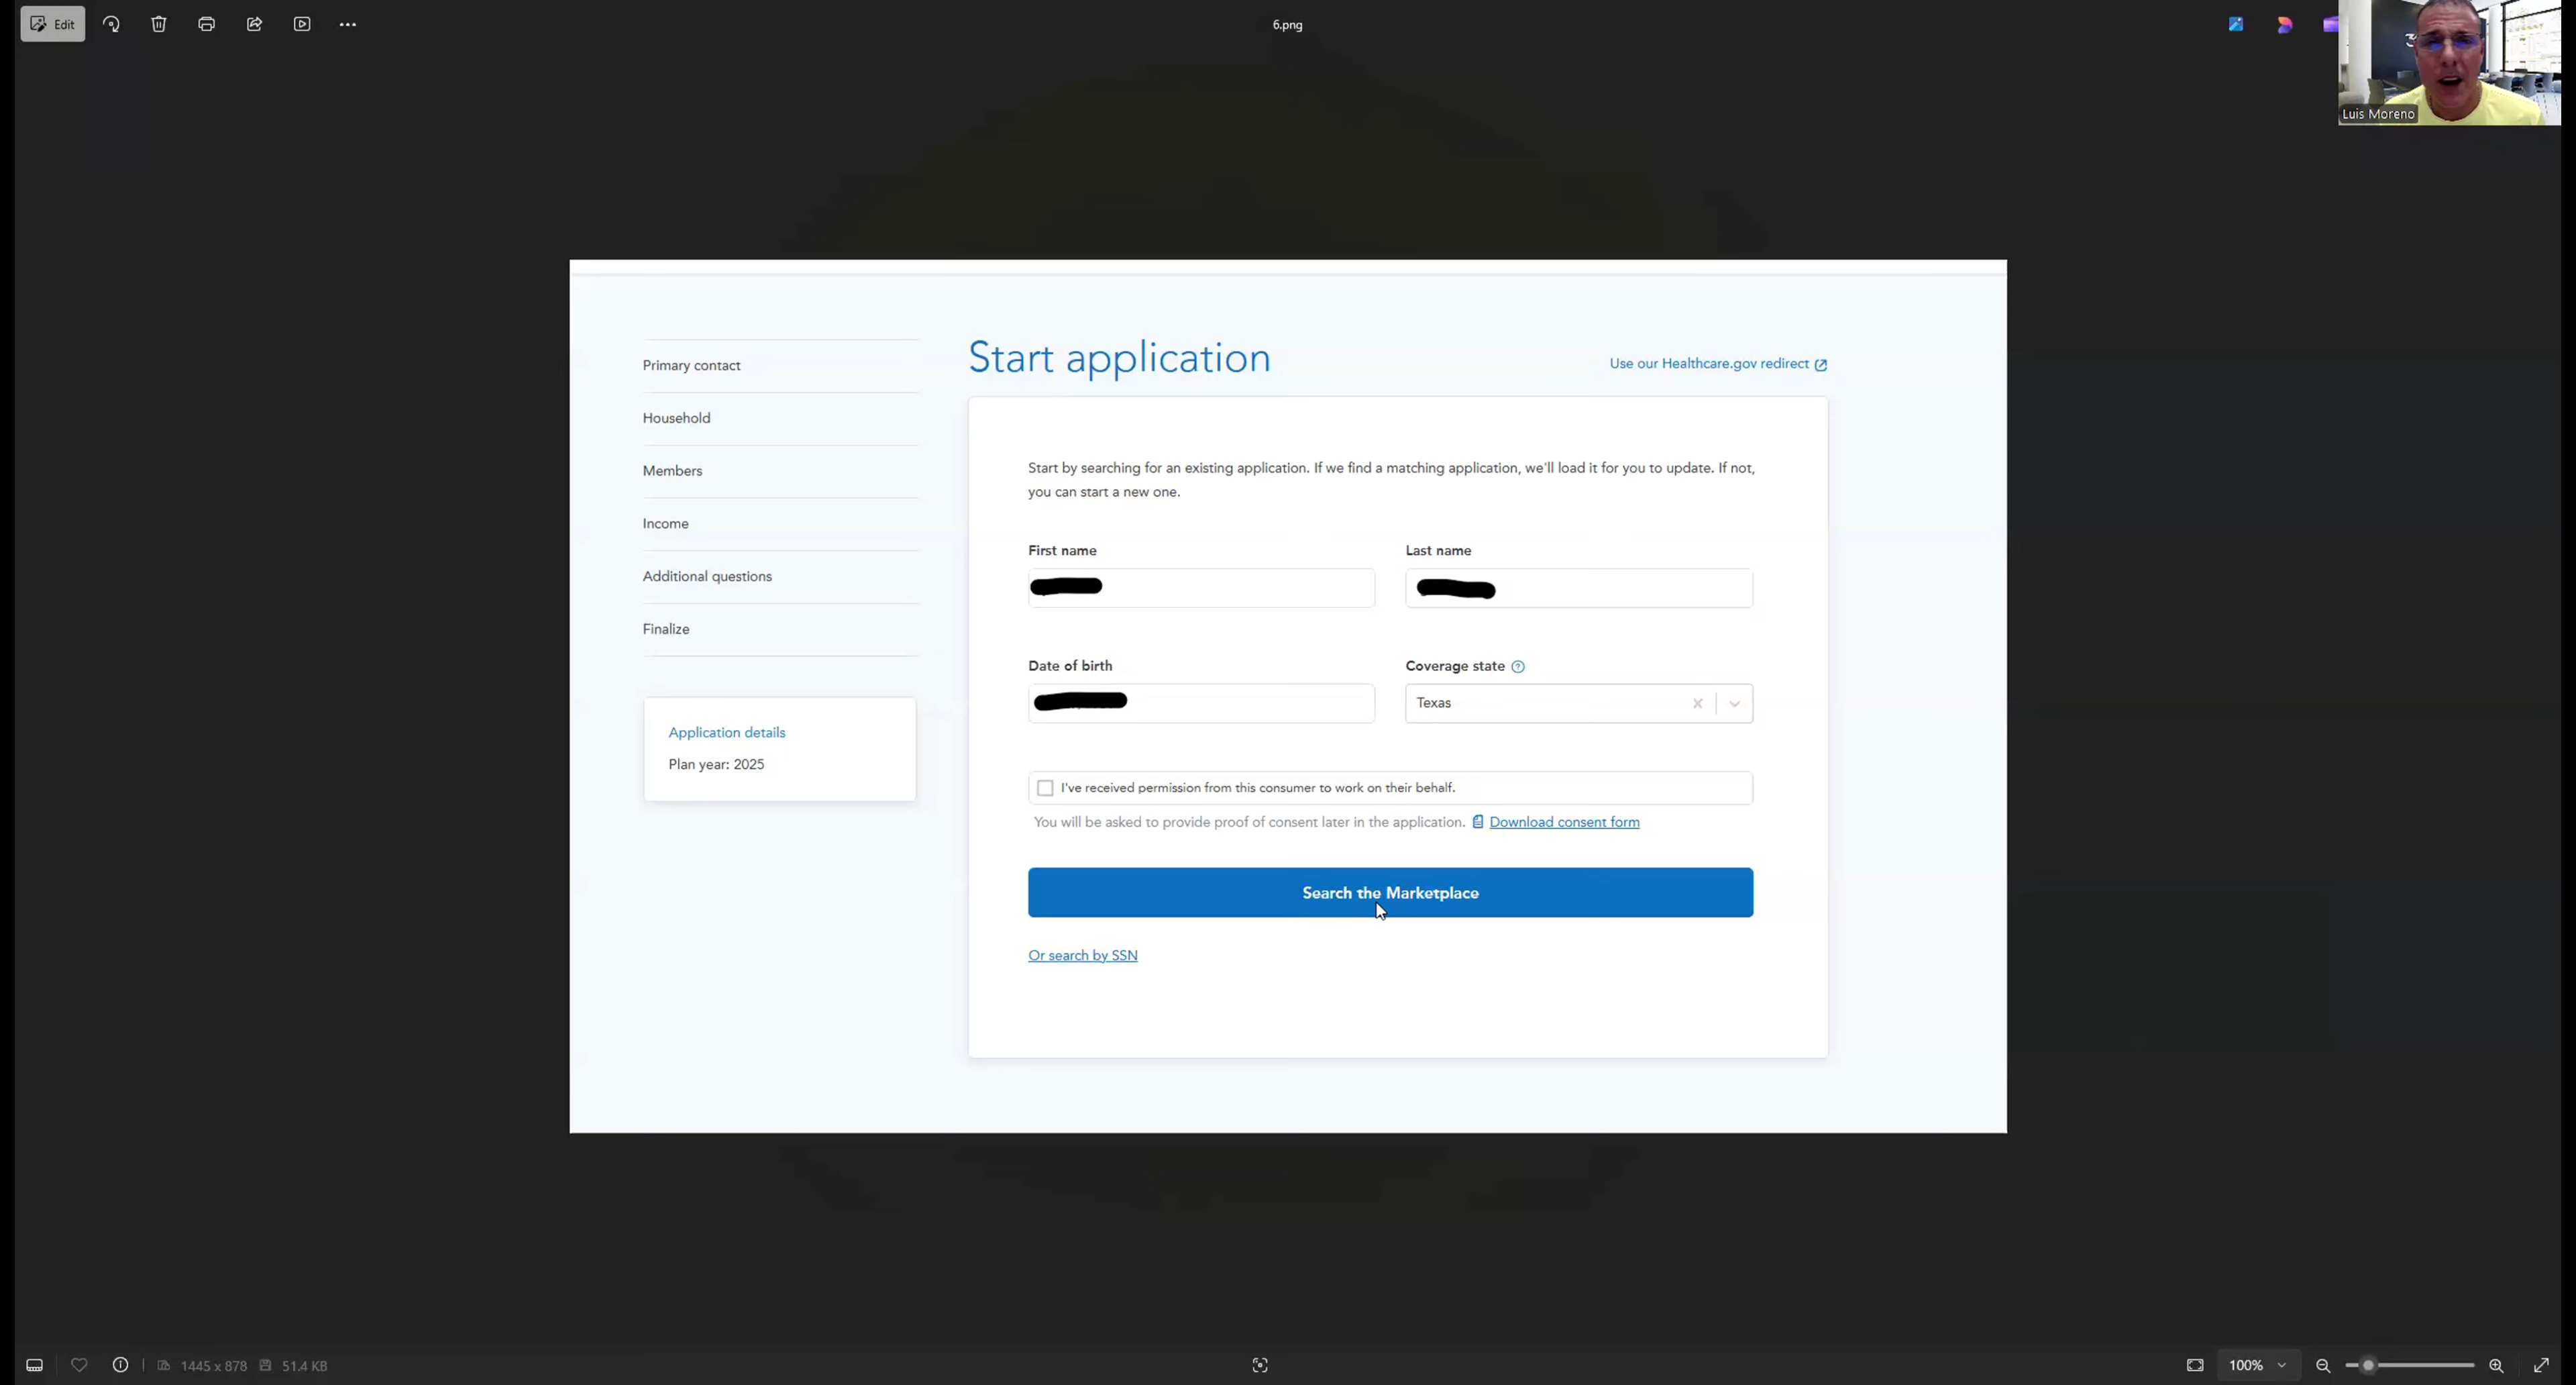 Edit
6.png
Luis Moreno
Primary contact
Household
Members
Income
Additional questions
Finalize
Application details
Plan year: 2025
Start application
Use our Healthcare.gov redirect
Start by searching for an existing application. If we find a matching application, we'll load it for you to update. If not,
you can start a new one.
First name
Last name
Date of birth
Coverage state
Texas
I've received permission from this consumer to work on their behalf.
You will be asked to provide proof of consent later in the application. Download consent form
Search the Marketplace
Or search by SSN
1445 x 878 51.4 KB
100%